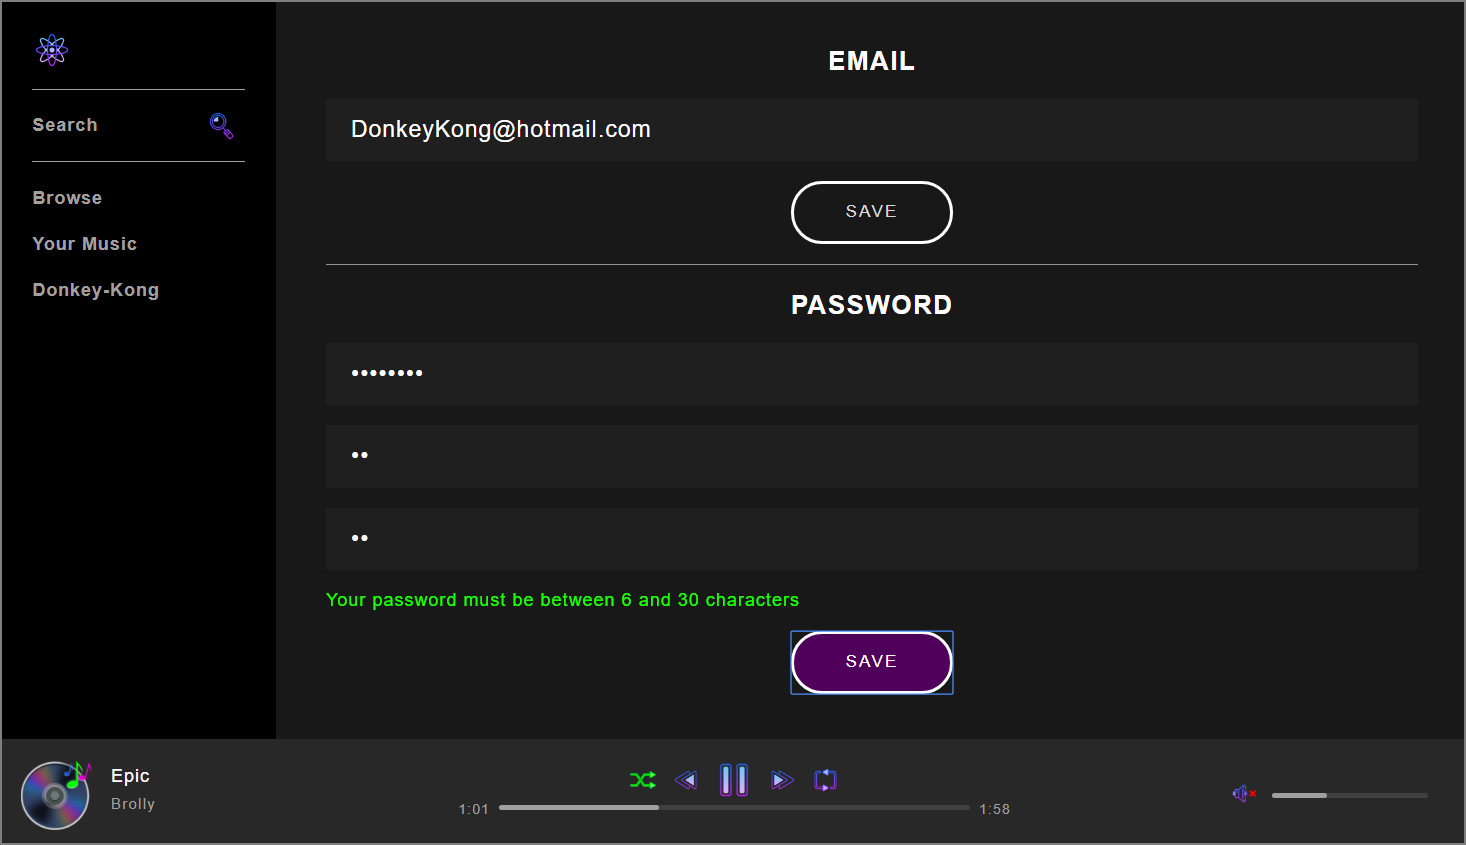 Search
Browse
Your Music
Donkey-Kong
EMAIL
DonkeyKong@hotmail.com
SAVE
PASSWORD
••••••••
••
••
Your password must be between 6 and 30 characters
SAVE
Epic
Brolly
1:01
1:58